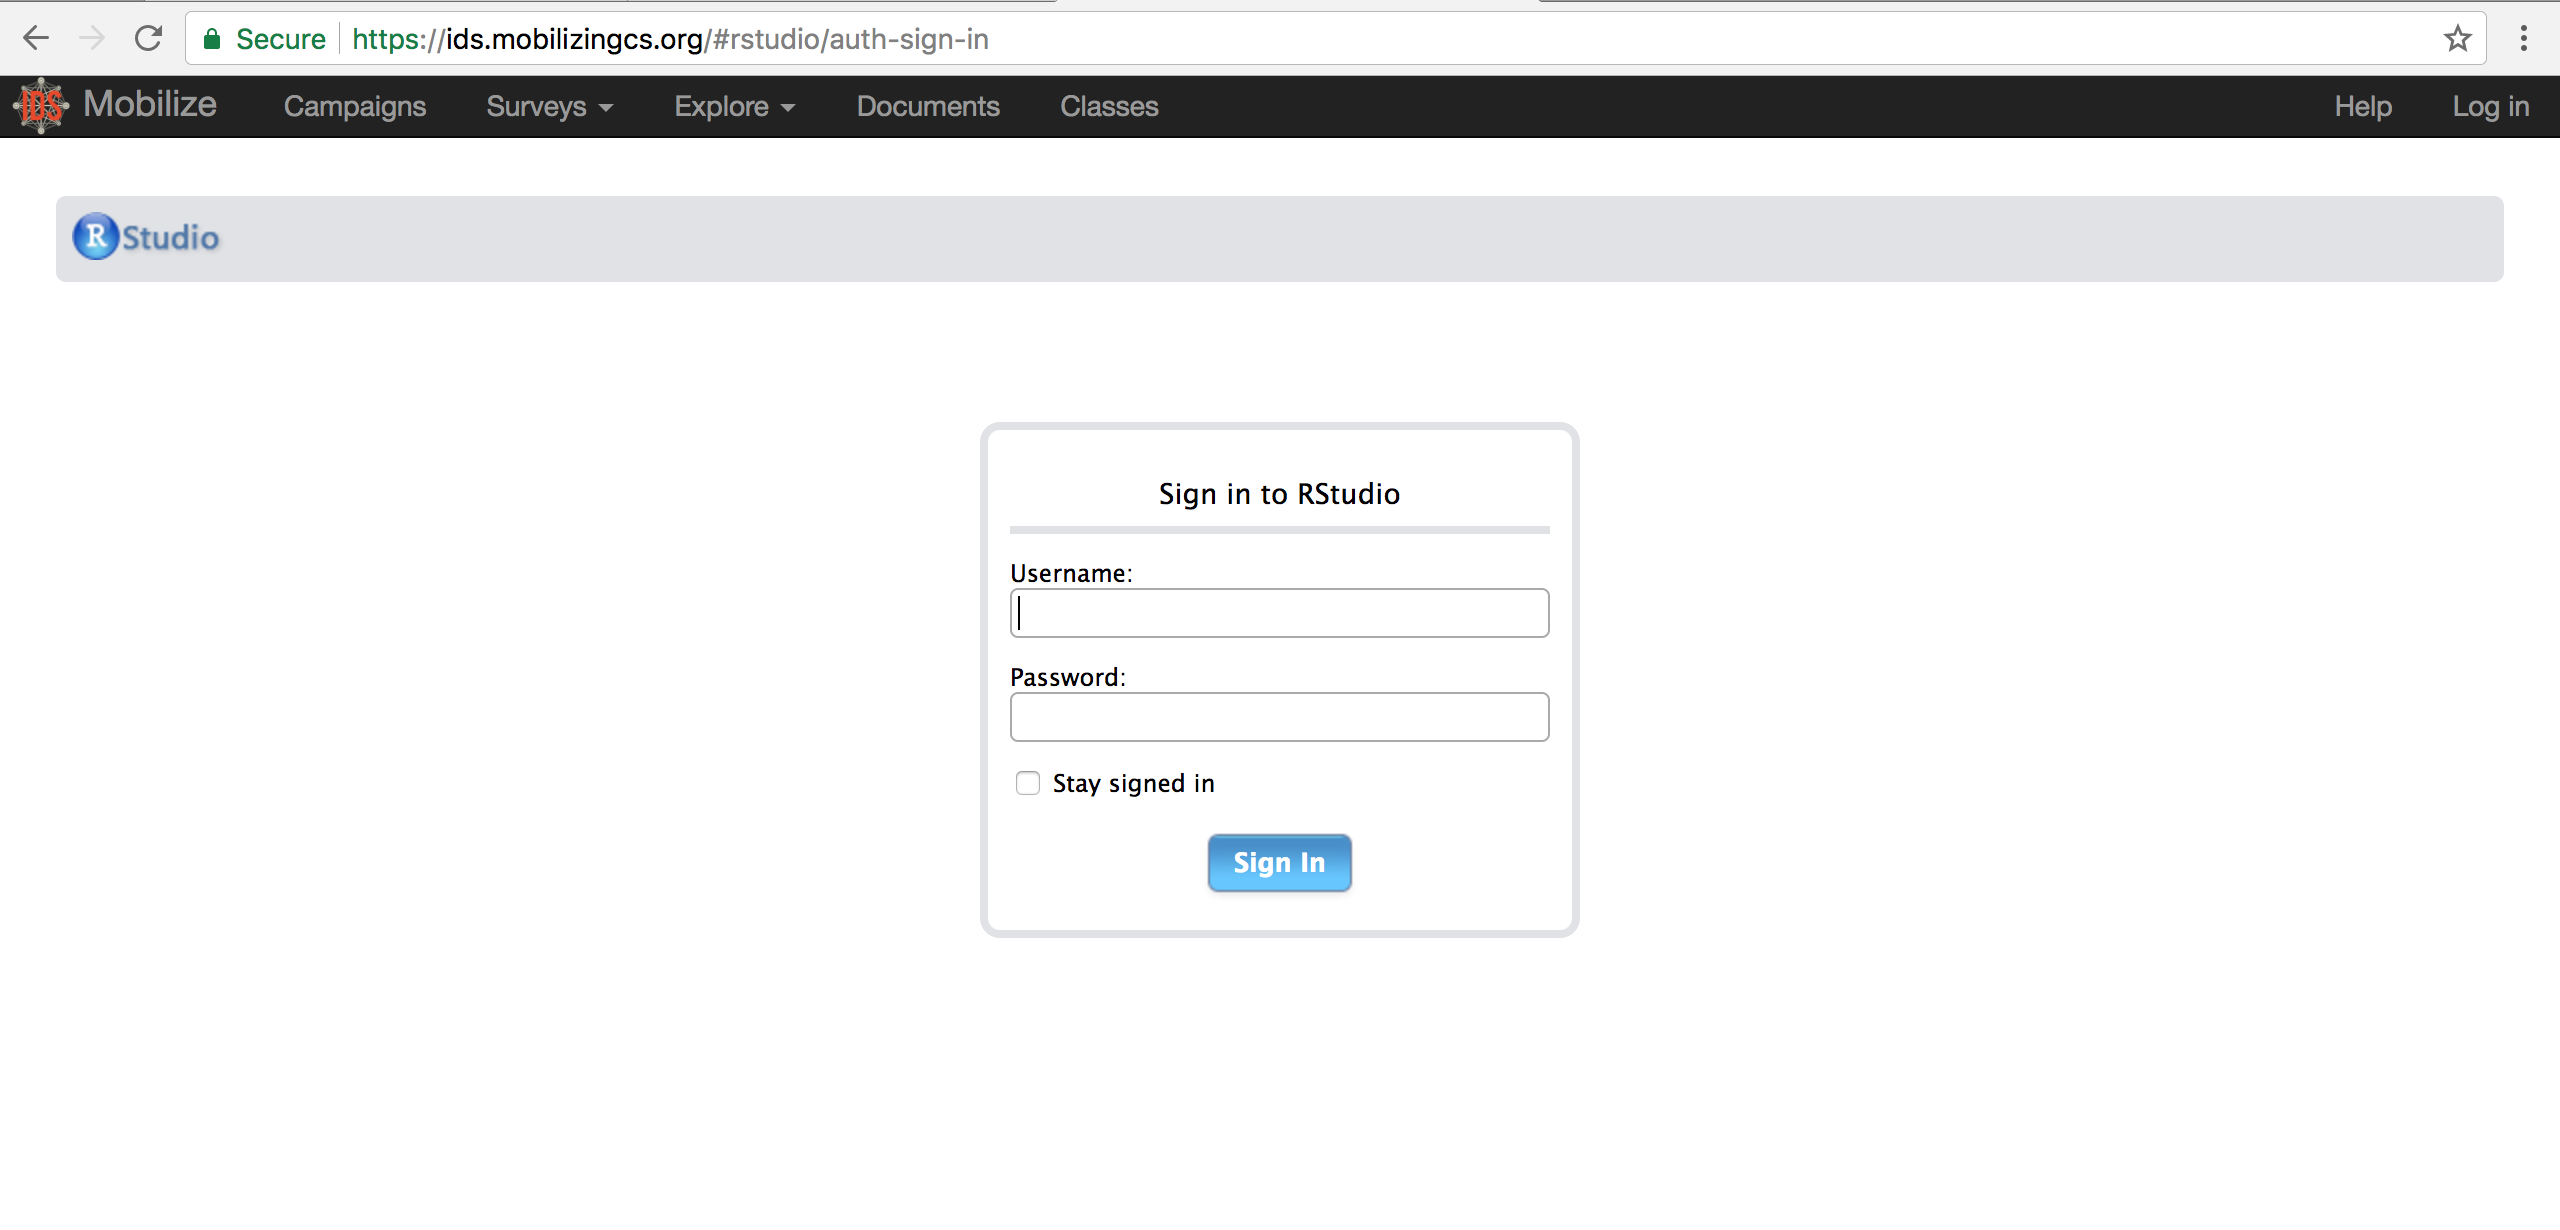 Secure https://ids.mobilizingcs.org/#rstudio/auth-sign-in
IDS Mobilize Campaigns Surveys Explore Documents Classes Help Log in
R Studio
Sign in to RStudio
Username:
Password:
Stay signed in
Sign In